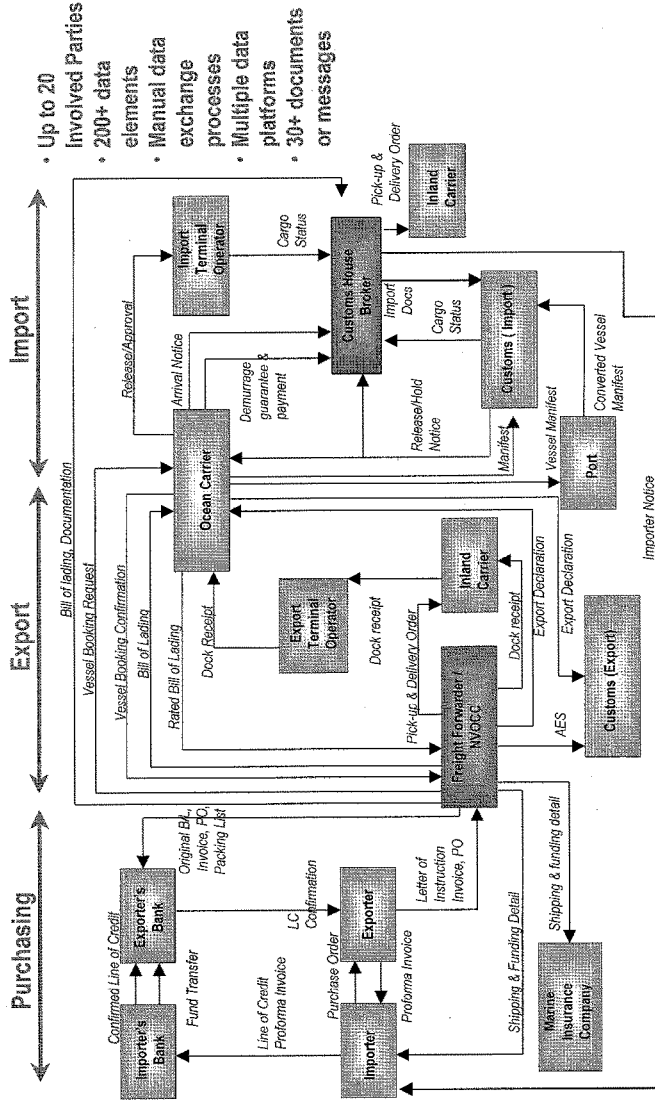 Purchasing
Export
Import
• Up to 20
Involved Parties
• 200+ data
elements
• Manual data
exchange
processes
• Multiple data
platforms
• 30+ documents
or messages
Bill of lading, Documentation
Vessel Booking Request
Vessel Booking Confirmation
Bill of Lading
Rated Bill of Lading
Confirmed Line of Credit
Importer's
Bank
Exporter's
Bank
Fund Transfer
Original B/L,
Invoice, PO,
Packing List
Line of Credit
Proforma Invoice
LC
Confirmation
Purchase Order
Importer
Exporter
Proforma Invoice
Letter of
Instruction
Invoice, PO
Shipping & Funding Detail
Shipping & funding detail
Marine
Insurance
Company
Dock Receipt
Export
Terminal
Operator
Dock receipt
Pick-up & Delivery Order
Freight Forwarder /
NVOCC
Inland
Carrier
Dock receipt
Export Declaration
Export Declaration
AES
Customs (Export)
Release/Approval
Import
Terminal
Operator
Arrival Notice
Cargo
Status
Ocean Carrier
Demurrage
guarantee &
payment
Customs House
Broker
Pick-up &
Delivery Order
Inland
Carrier
Release/Hold
Notice
Import
Docs
Cargo
Status
Manifest
Customs ( Import )
Vessel Manifest
Port
Converted Vessel
Manifest
Importer Notice